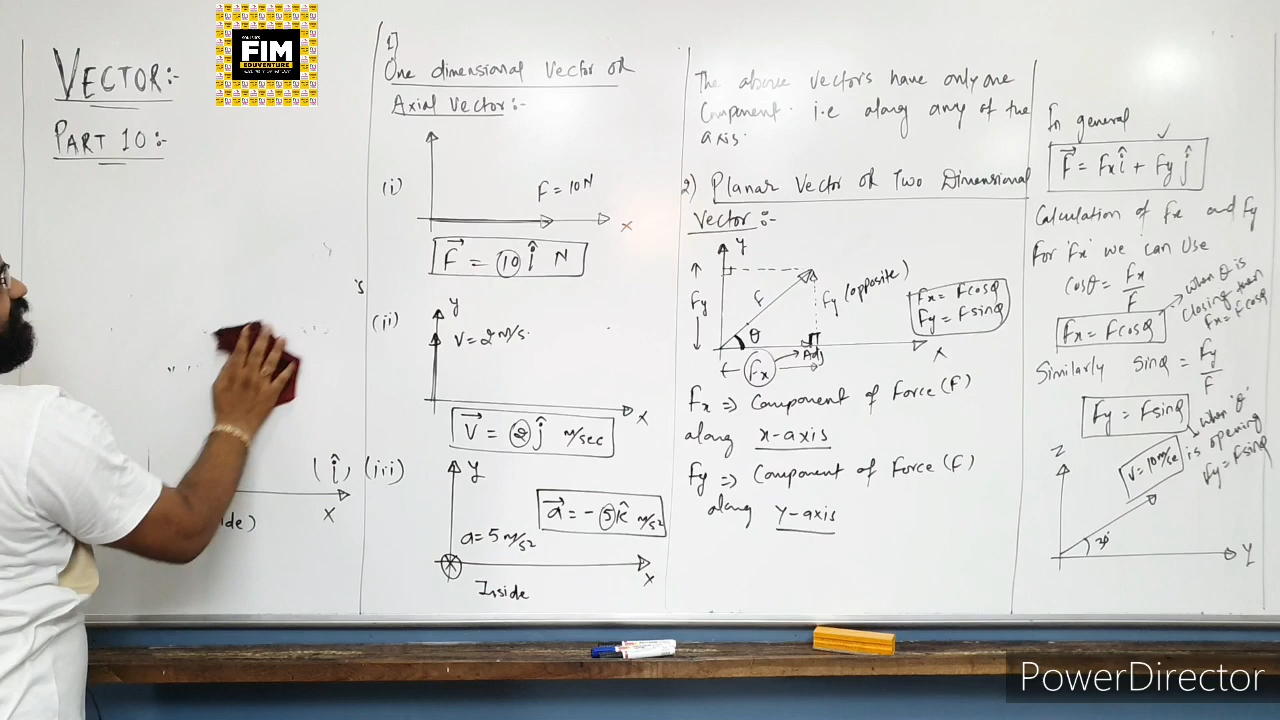 VECTOR:-
PART 10:-
FIM
EDUVENTURE
(î)
X
ide)
1]
One dimensional Vector or
Axial Vector:-
(i)
F = 10N
X
F = 10 î N
(ii)
y
V = 2 m/s.
X
V = 2 ĵ m/sec
(iii)
y
a = -5 k̂ m/s²
a = 5 m/s²
X
Inside
The above vectors have only one
Component. i.e along any of the
axis.
2) Planar Vector or Two Dimensional
Vector:-
y
Fy
F
Fy (opposite)
θ
Adj
X
Fx
Fx = Fcosθ
Fy = Fsinθ
Fx => Component of Force (F)
along x-axis
Fy => Component of Force (F)
along Y-axis
In general
F = Fx î + Fy ĵ
Calculation of Fx and Fy
For 'Fx' we can Use
cosθ = Fx/F
Fx = Fcosθ
when θ is
closing then
Fx = Fcosθ
Similarly Sinθ = Fy/F
Fy = Fsinθ
when 'θ'
is opening
Fy = Fsinθ
Z
V = 10 m/sec
Y
PowerDirector